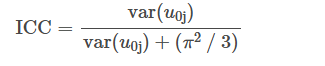 ICC = var(u₀ⱼ) / (var(u₀ⱼ) + (π² / 3))